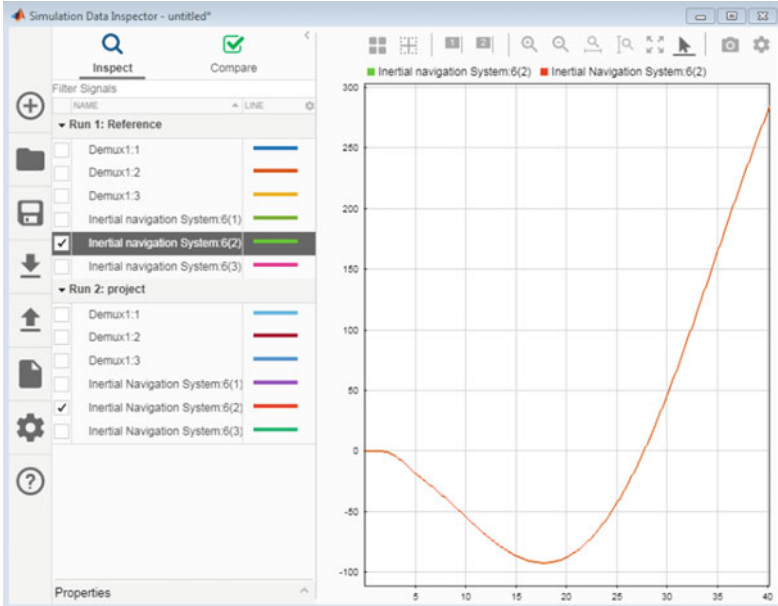 Simulation Data Inspector - untitled*
Inspect
Compare
Filter Signals
NAME
LINE
Run 1: Reference
Demux1:1
Demux1:2
Demux1:3
Inertial navigation System:6(1)
Inertial navigation System:6(2)
Inertial navigation System:6(3)
Run 2: project
Demux1:1
Demux1:2
Demux1:3
Inertial Navigation System:6(1)
Inertial Navigation System:6(2)
Inertial Navigation System:6(3)
Properties
1
2
Inertial navigation System:6(2)
Inertial Navigation System:6(2)
300
250
200
150
100
50
0
-50
-100
5
10
15
20
25
30
35
40